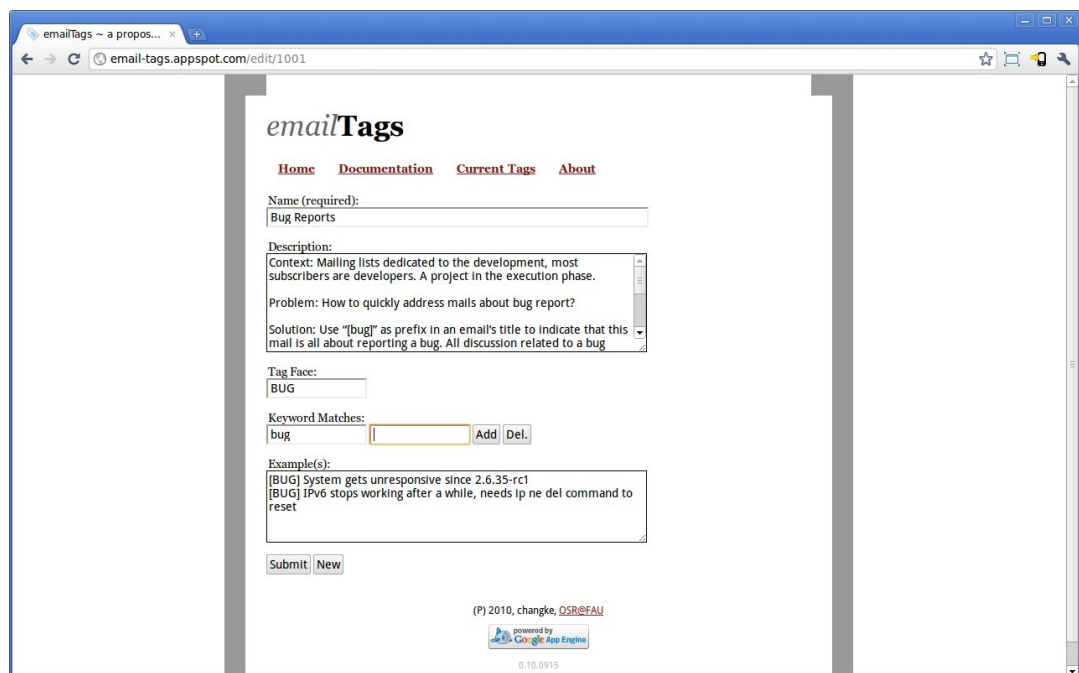 emailTags ~ a propos...
email-tags.appspot.com/edit/1001
emailTags
Home Documentation Current Tags About
Name (required):
Bug Reports
Description:
Context: Mailing lists dedicated to the development, most
subscribers are developers. A project in the execution phase.
Problem: How to quickly address mails about bug report?
Solution: Use “[bug]” as prefix in an email’s title to indicate that this
mail is all about reporting a bug. All discussion related to a bug
Tag Face:
BUG
Keyword Matches:
bug Add Del.
Example(s):
[BUG] System gets unresponsive since 2.6.35-rc1
[BUG] IPv6 stops working after a while, needs ip ne del command to
reset
Submit New
(P) 2010, changke, OSR@FAU
powered by
Google App Engine
0.10.0915